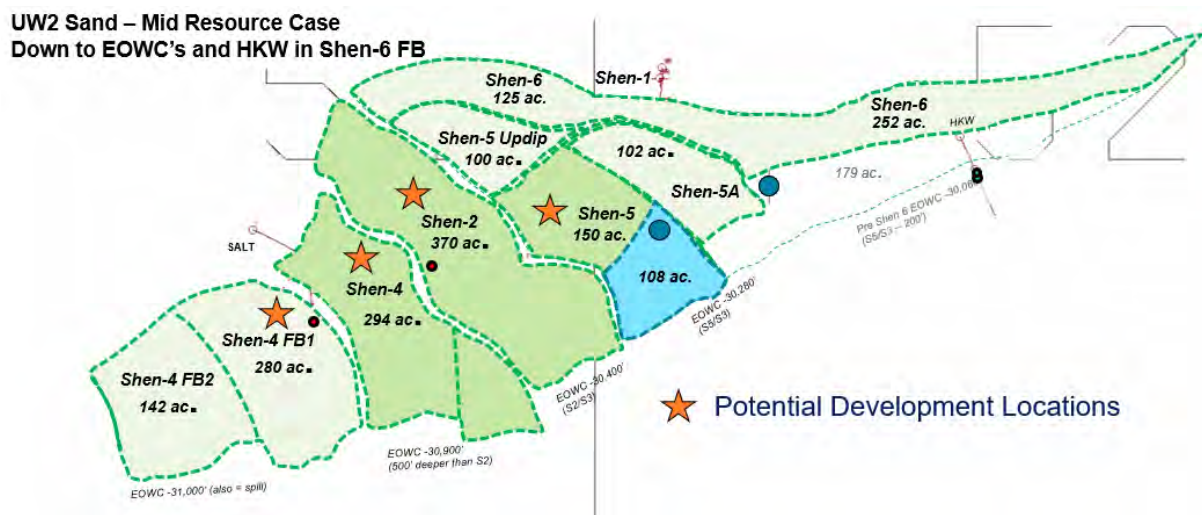 UW2 Sand – Mid Resource Case
Down to EOWC's and HKW in Shen-6 FB
Shen-6
125 ac.
Shen-1
Shen-6
252 ac.
HKW
Shen-5 Updip
100 ac.
102 ac.
Shen-5A
179 ac.
Pre Shen 6 EOWC -30,08
(S5/S3 – 200')
Shen-2
370 ac.
Shen-5
150 ac.
SALT
Shen-4
294 ac.
108 ac.
EOWC -30,280'
(S5/S3)
Shen-4 FB1
280 ac.
Shen-4 FB2
142 ac.
EOWC -30,400'
(S2/S3)
Potential Development Locations
EOWC -30,900'
(500' deeper than S2)
EOWC -31,000' (also = spill)